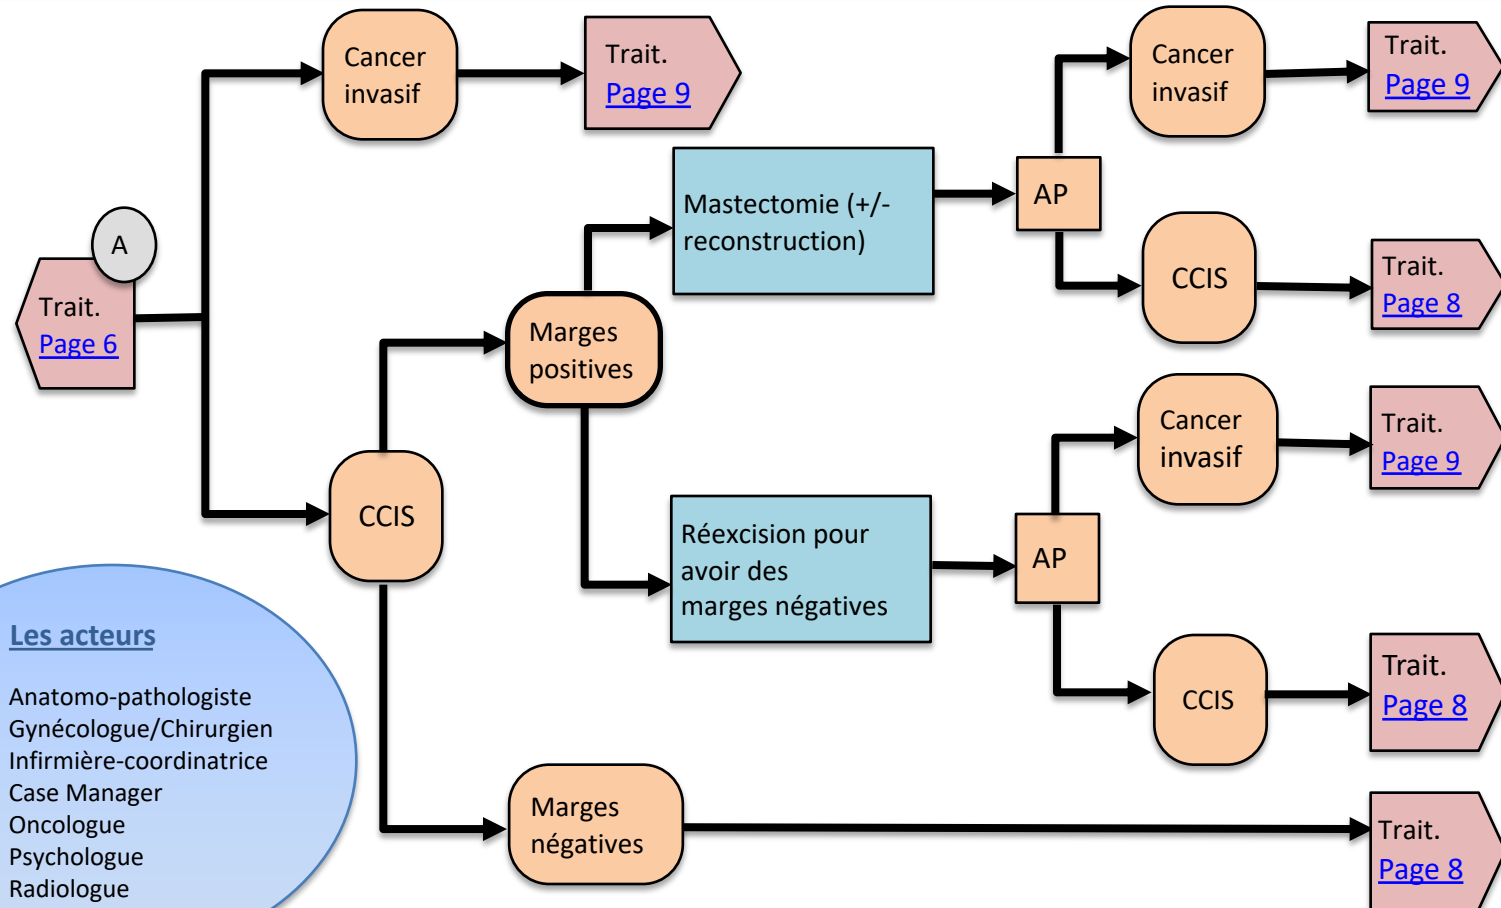 Cancer
invasif
Trait.
Page 9
Cancer
invasif
Trait.
Page 9
Mastectomie (+/-
reconstruction)
AP
A
Trait.
Page 6
CCIS
Trait.
Page 8
Marges
positives
Cancer
invasif
Trait.
Page 9
CCIS
Réexcision pour
avoir des
marges négatives
AP
CCIS
Trait.
Page 8
Les acteurs
Anatomo-pathologiste
Gynécologue/Chirurgien
Infirmière-coordinatrice
Case Manager
Oncologue
Psychologue
Radiologue
Marges
négatives
Trait.
Page 8